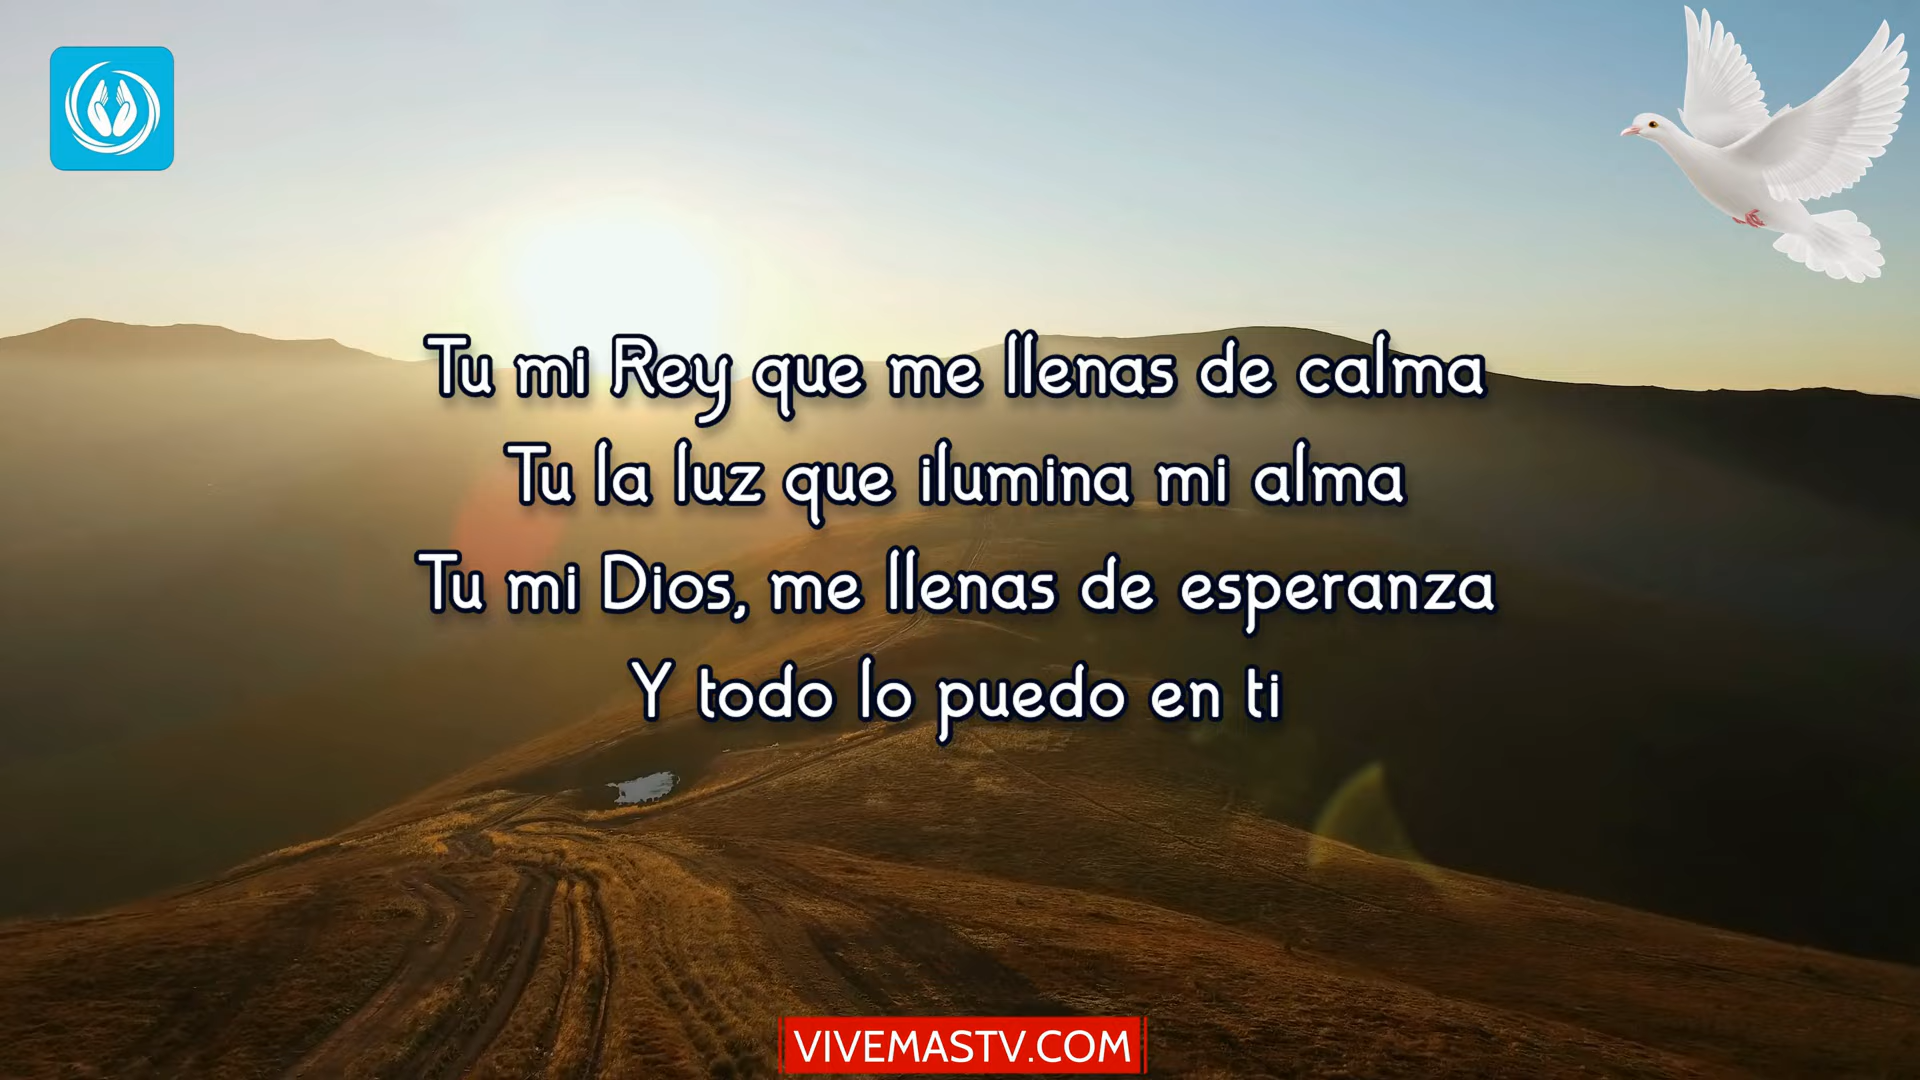 Tu mi Rey que me llenas de calma
Tu la luz que ilumina mi alma
Tu mi Dios, me llenas de esperanza
Y todo lo puedo en ti
VIVEMASTV.COM